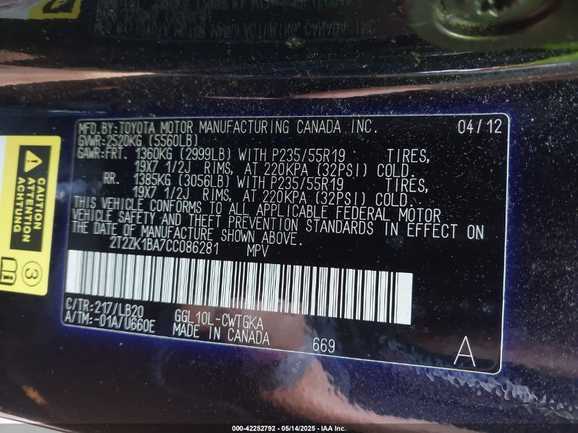 MFD.BY:TOYOTA MOTOR MANUFACTURING CANADA INC. 04/12
GVWR:2520KG (5560LB)
GAWR:FRT. 1360KG (2999LB) WITH P235/55R19 TIRES,
19X7 1/2J RIMS, AT 220KPA (32PSI) COLD.
RR. 1385KG (3056LB) WITH P235/55R19 TIRES,
19X7 1/2J RIMS, AT 220KPA (32PSI) COLD.
THIS VEHICLE CONFORMS TO ALL APPLICABLE FEDERAL MOTOR
VEHICLE SAFETY AND THEFT PREVENTION STANDARDS IN EFFECT ON
THE DATE OF MANUFACTURE SHOWN ABOVE.
2T2ZK1BA7CC086281 MPV
C/TR:217/LB20 GGL10L-CWTGKA
A/TM:-01A/U660E MADE IN CANADA
669 A
CAUTION
ATTENTION
ACHTUNG
3
000-42252792 - 05/14/2025 - IAA Inc.